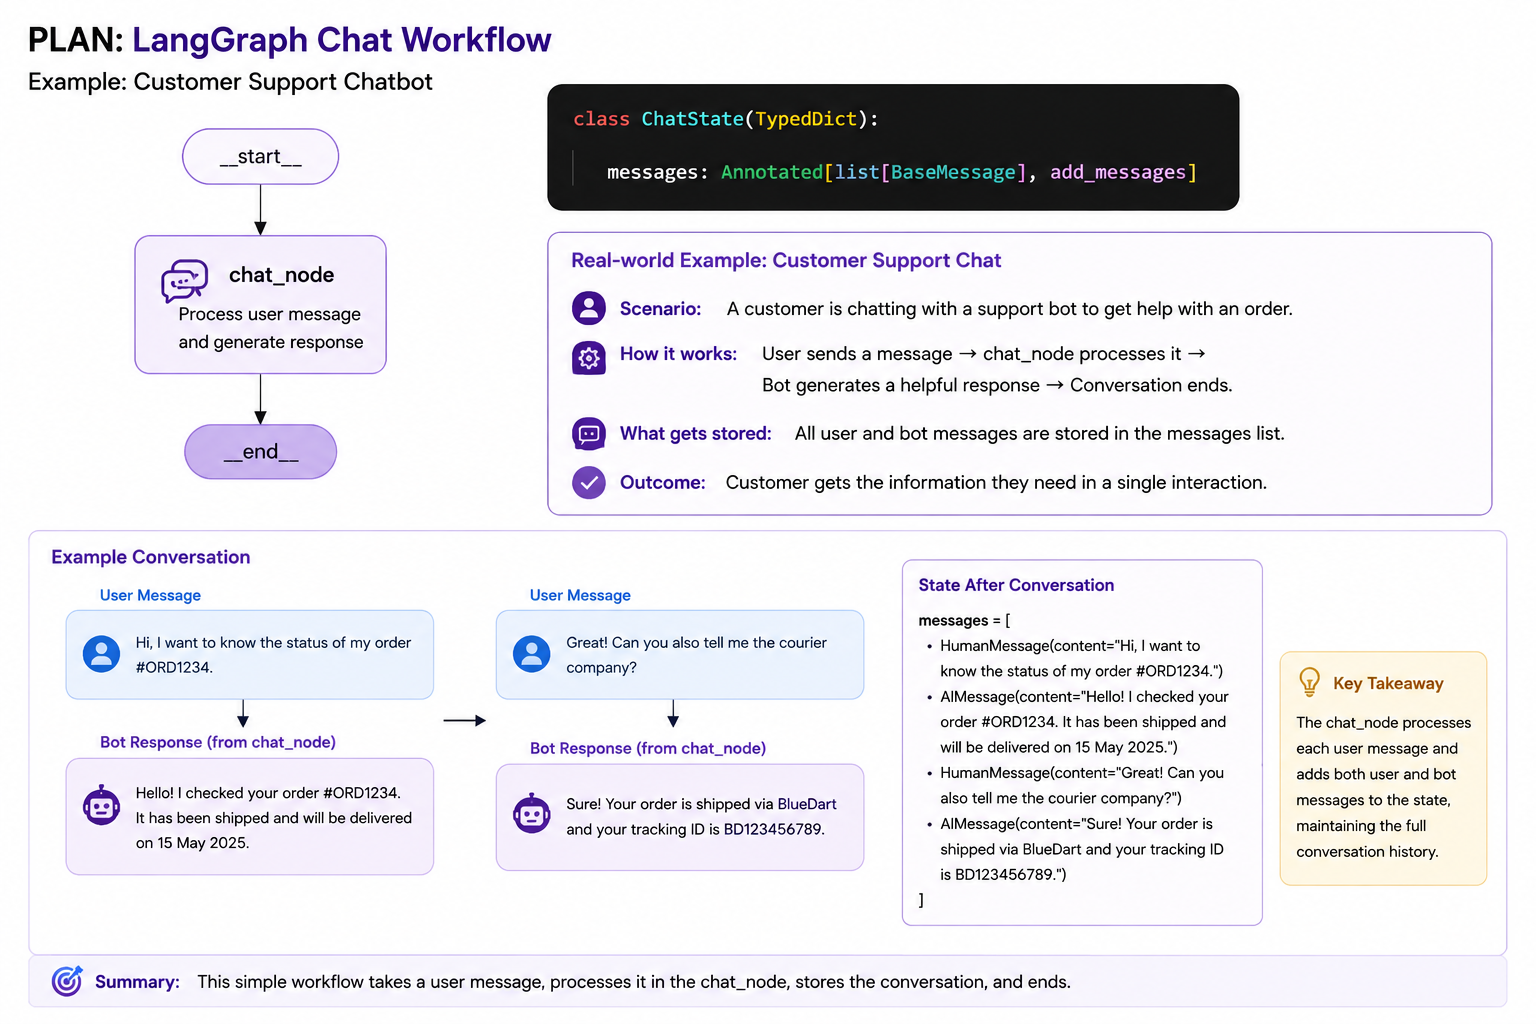 PLAN: LangGraph Chat Workflow
Example: Customer Support Chatbot
__start__
chat_node
Process user message
and generate response
__end__
class ChatState(TypedDict):
messages: Annotated[list[BaseMessage], add_messages]
Real-world Example: Customer Support Chat
Scenario: A customer is chatting with a support bot to get help with an order.
How it works: User sends a message → chat_node processes it →
Bot generates a helpful response → Conversation ends.
What gets stored: All user and bot messages are stored in the messages list.
Outcome: Customer gets the information they need in a single interaction.
Example Conversation
User Message
Hi, I want to know the status of my order
#ORD1234.
Bot Response (from chat_node)
Hello! I checked your order #ORD1234.
It has been shipped and will be delivered
on 15 May 2025.
User Message
Great! Can you also tell me the courier
company?
Bot Response (from chat_node)
Sure! Your order is shipped via BlueDart
and your tracking ID is BD123456789.
State After Conversation
messages = [
• HumanMessage(content="Hi, I want to
know the status of my order #ORD1234.")
• AIMessage(content="Hello! I checked your
order #ORD1234. It has been shipped and
will be delivered on 15 May 2025.")
• HumanMessage(content="Great! Can you
also tell me the courier company?")
• AIMessage(content="Sure! Your order is
shipped via BlueDart and your tracking ID
is BD123456789.")
]
Key Takeaway
The chat_node processes
each user message and
adds both user and bot
messages to the state,
maintaining the full
conversation history.
Summary: This simple workflow takes a user message, processes it in the chat_node, stores the conversation, and ends.